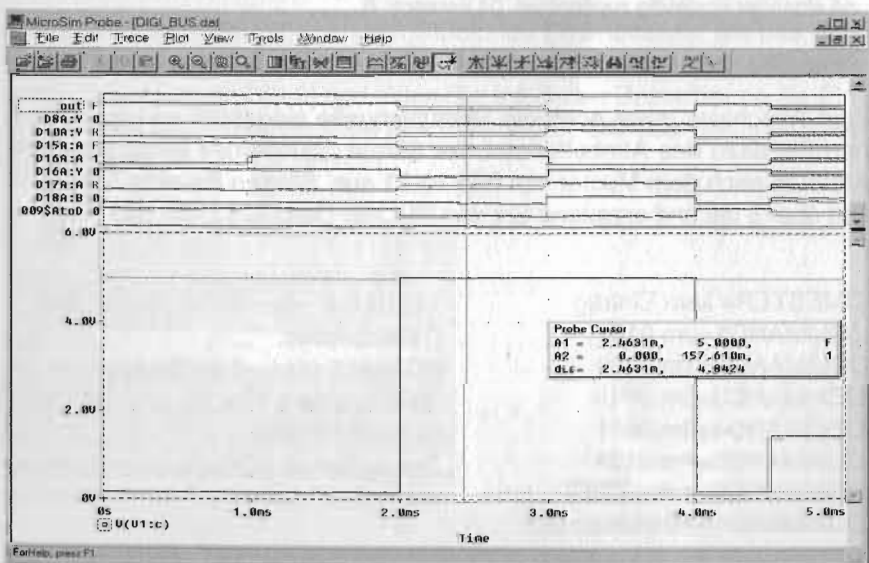 MicroSim Probe - [DIGI_BUS.dat]
File Edit Trace Plot View Tools Window Help
out F
D8A:Y 0
D10A:Y R
D15A:A F
D16A:A 1
D16A:Y 0
D17A:A R
D18A:B 0
009$AtoD 0
6.0V
4.0V
2.0V
0V
Probe Cursor
A1 = 2.4631m, 5.0000, F
A2 = 0.000, 157.610m, 1
dif= 2.4631m, 4.8424
0s 1.0ms 2.0ms 3.0ms 4.0ms 5.0ms
V(U1:c)
Time
For Help, press F1